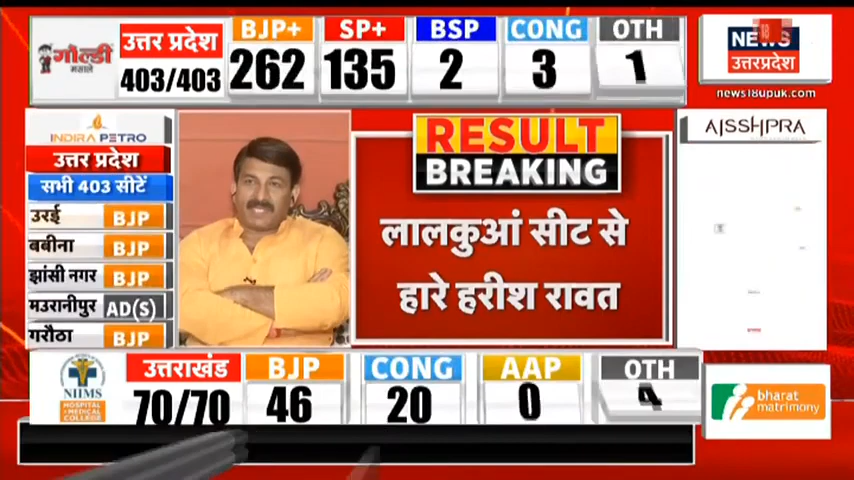 गोल्डी
मसाले
उत्तर प्रदेश
403/403
BJP+
262
SP+
135
BSP
2
CONG
3
OTH
1
NEWS
उत्तरप्रदेश
news18upuk.com
INDIRA PETRO
उत्तर प्रदेश
सभी 403 सीटें
उरई BJP
बबीना BJP
झांसी नगर BJP
मउरानीपुर AD(S)
गरौठा BJP
RESULT
BREAKING
लालकुआं सीट से
हारे हरीश रावत
AJSSHPRA
NIIMS
HOSPITAL
MEDICAL
COLLEGE
उत्तराखंड
70/70
BJP
46
CONG
20
AAP
0
OTH
4
bharat
matrimony